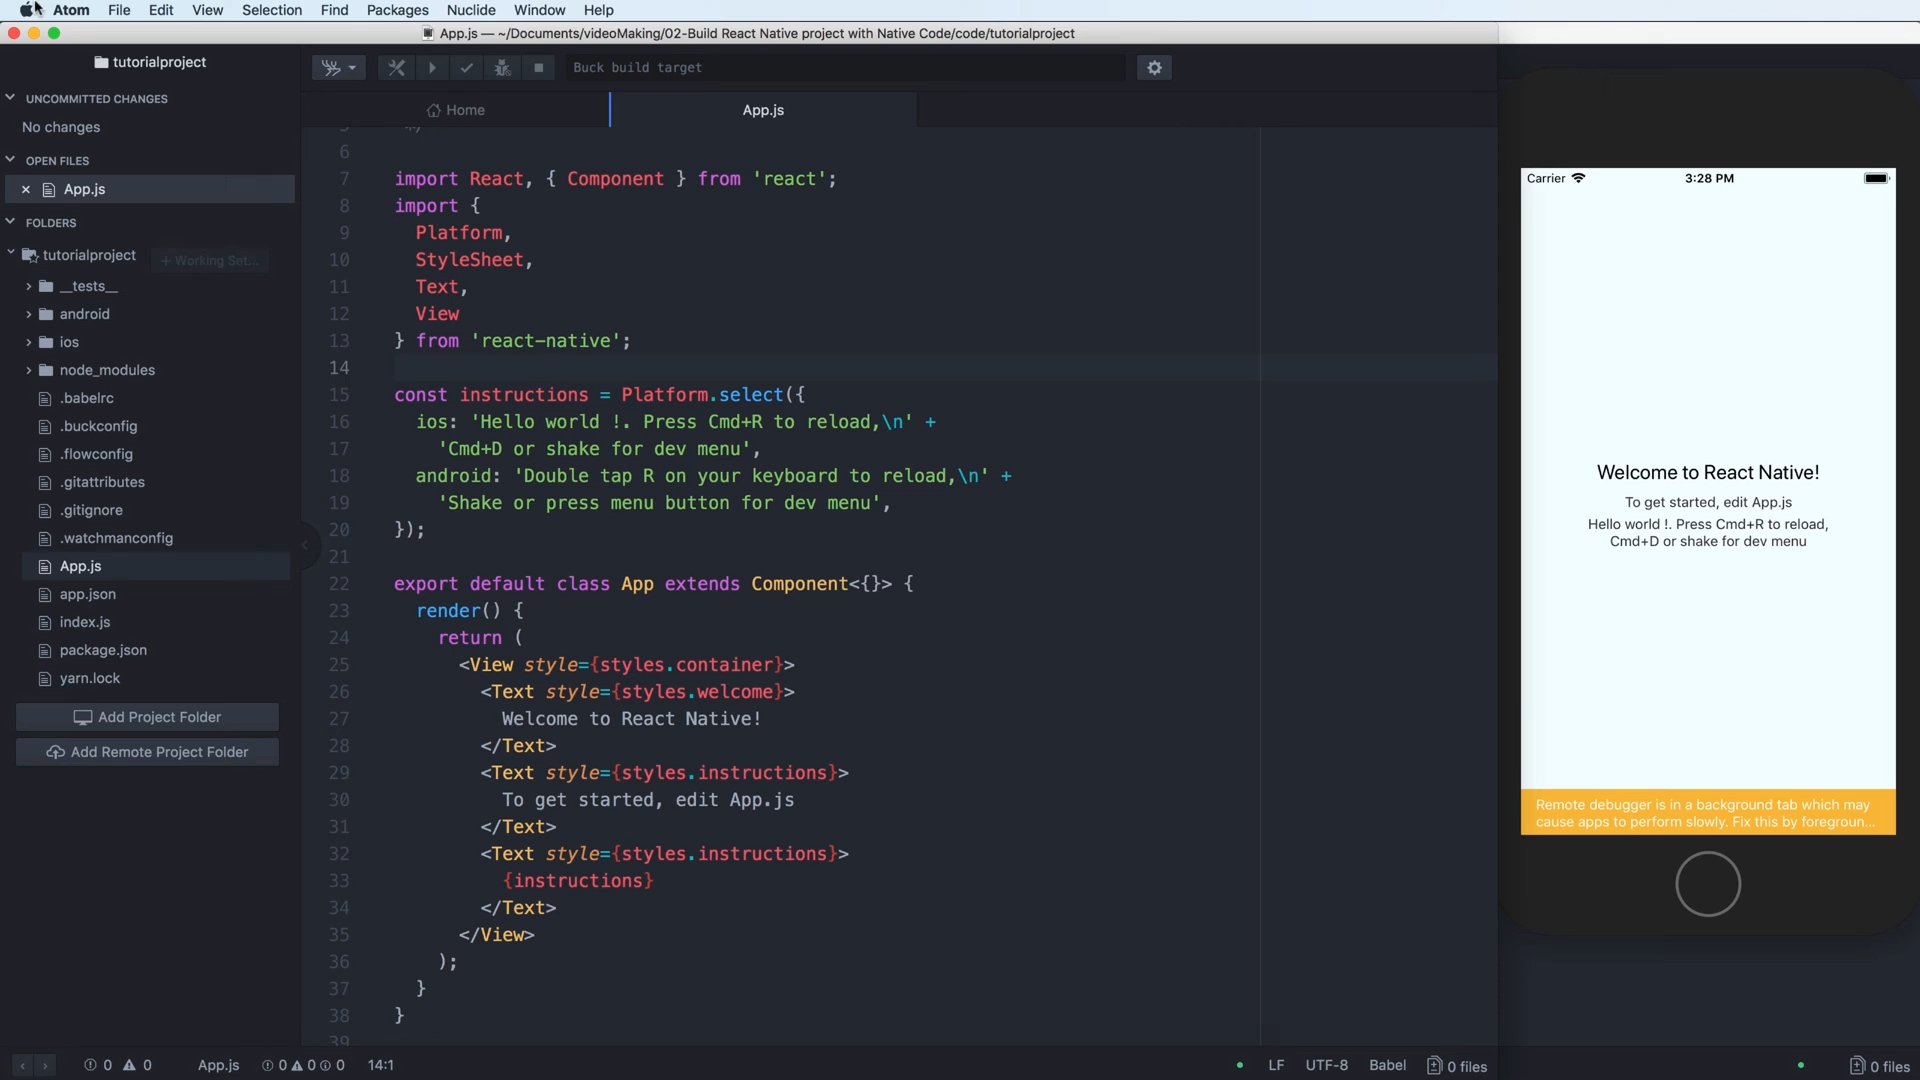 Atom File Edit View Selection Find Packages Nuclide Window Help
App.js — ~/Documents/videoMaking/02-Build React Native project with Native Code/code/tutorialproject
tutorialproject
UNCOMMITTED CHANGES
No changes
OPEN FILES
App.js
FOLDERS
tutorialproject
+ Working Set...
__tests__
android
ios
node_modules
.babelrc
.buckconfig
.flowconfig
.gitattributes
.gitignore
.watchmanconfig
App.js
app.json
index.js
package.json
yarn.lock
Add Project Folder
Add Remote Project Folder
Buck build target
Home
App.js
5 */
6
7 import React, { Component } from 'react';
8 import {
9 Platform,
10 StyleSheet,
11 Text,
12 View
13 } from 'react-native';
14
15 const instructions = Platform.select({
16 ios: 'Hello world !. Press Cmd+R to reload,\n' +
17 'Cmd+D or shake for dev menu',
18 android: 'Double tap R on your keyboard to reload,\n' +
19 'Shake or press menu button for dev menu',
20 });
21
22 export default class App extends Component<{}> {
23 render() {
24 return (
25 <View style={styles.container}>
26 <Text style={styles.welcome}>
27 Welcome to React Native!
28 </Text>
29 <Text style={styles.instructions}>
30 To get started, edit App.js
31 </Text>
32 <Text style={styles.instructions}>
33 {instructions}
34 </Text>
35 </View>
36 );
37 }
38 }
39
Carrier 3:28 PM
Welcome to React Native!
To get started, edit App.js
Hello world !. Press Cmd+R to reload,
Cmd+D or shake for dev menu
Remote debugger is in a background tab which may
cause apps to perform slowly. Fix this by foregroun...
0 0 App.js 0 0 0 14:1 LF UTF-8 Babel 0 files
0 files